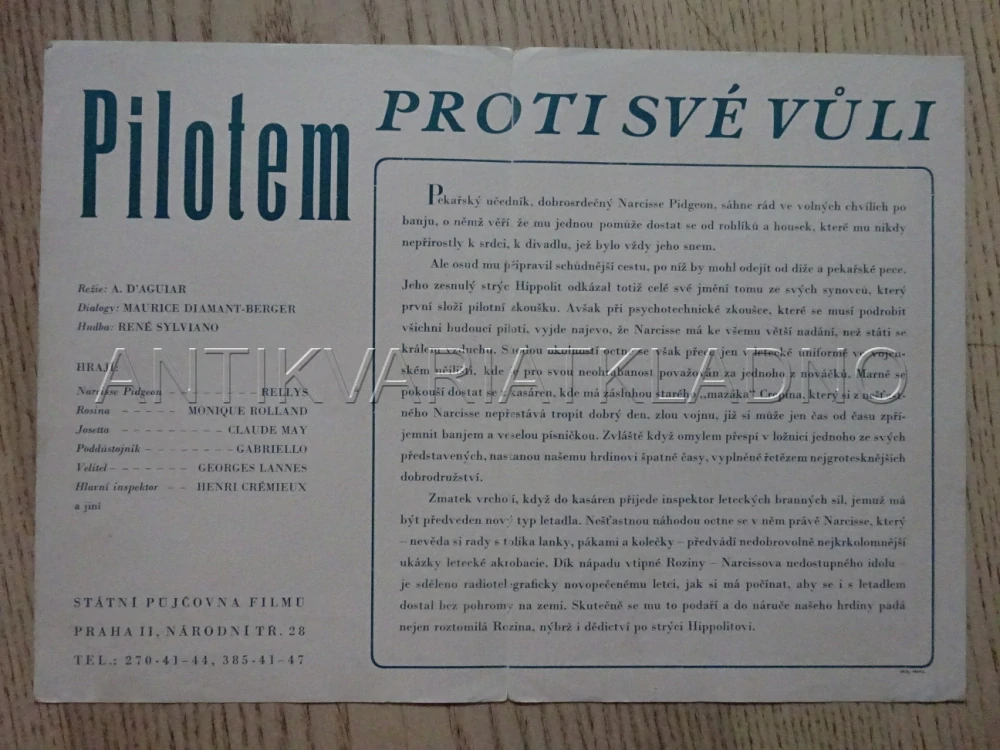 Pilotem
PROTI SVÉ VŮLI
Režie: A. D'AGUIAR
Dialogy: MAURICE DIAMANT-BERGER
Hudba: RENÉ SYLVIANO
HRAJÍ:
Narcisse Pidgeon – – – – – – – – – RELLYS
Rosina – – – – – – MONIQUE ROLLAND
Josetta – – – – – – – – CLAUDE MAY
Poddůstojník – – – – – – – – GABRIELLO
Velitel – – – – – – – GEORGES LANNES
Hlavní inspektor – – HENRI CRÉMIEUX
a jiní
STÁTNÍ PŮJČOVNA FILMŮ
PRAHA II, NÁRODNÍ TŘ. 28
TEL.: 270-41-44, 385-41-47
Pekařský učedník, dobrosrdečný Narcisse Pidgeon, sáhne rád ve volných chvílích po
banju, o němž věří, že mu jednou pomůže dostat se od rohlíků a housek, které mu nikdy
nepřirostly k srdci, k divadlu, jež bylo vždy jeho snem.
Ale osud mu připravil schůdnější cestu, po níž by mohl odejít od díže a pekařské pece.
Jeho zesnulý strýc Hippolit odkázal totiž celé své jmění tomu ze svých synovců, který
první složí pilotní zkoušku. Avšak při psychotechnické zkoušce, které se musí podrobit
všichni budoucí piloti, vyjde najevo, že Narcisse má ke všemu větší nadání, než státi se
králem vzduchu. Shodou okolností octne se však přece jen v letecké uniformě ve vojen-
ském učilišti, kde je pro svou neohrabanost považován za jednoho z nováčků. Marně se
pokouší dostat se z kasáren, kde má zásluhou starého „mazáka" Crepina, který si z nešťast-
ného Narcisse nepřestává tropit dobrý den, zlou vojnu, již si může jen čas od času zpří-
jemnit banjem a veselou písničkou. Zvláště když omylem přespí v ložnici jednoho ze svých
představených, nastanou našemu hrdinovi špatné časy, vyplněné řetězem nejgrotesknějších
dobrodružství.
Zmatek vrcholí, když do kasáren přijede inspektor leteckých branných sil, jemuž má
být předveden nový typ letadla. Nešťastnou náhodou octne se v něm právě Narcisse, který
– nevěda si rady s tolika lanky, pákami a kolečky – předvádí nedobrovolně nejkrkolomnější
ukázky letecké akrobacie. Dík nápadu vtipné Roziny – Narcissova nedostupného idolu –
je sděleno radiotelegraficky novopečenému letci, jak si má počínat, aby se i s letadlem
dostal bez pohromy na zemi. Skutečně se mu to podaří a do náruče našeho hrdiny padá
nejen roztomilá Rozina, nýbrž i dědictví po strýci Hippolitovi.
ANTIKVARIAT KLADNO